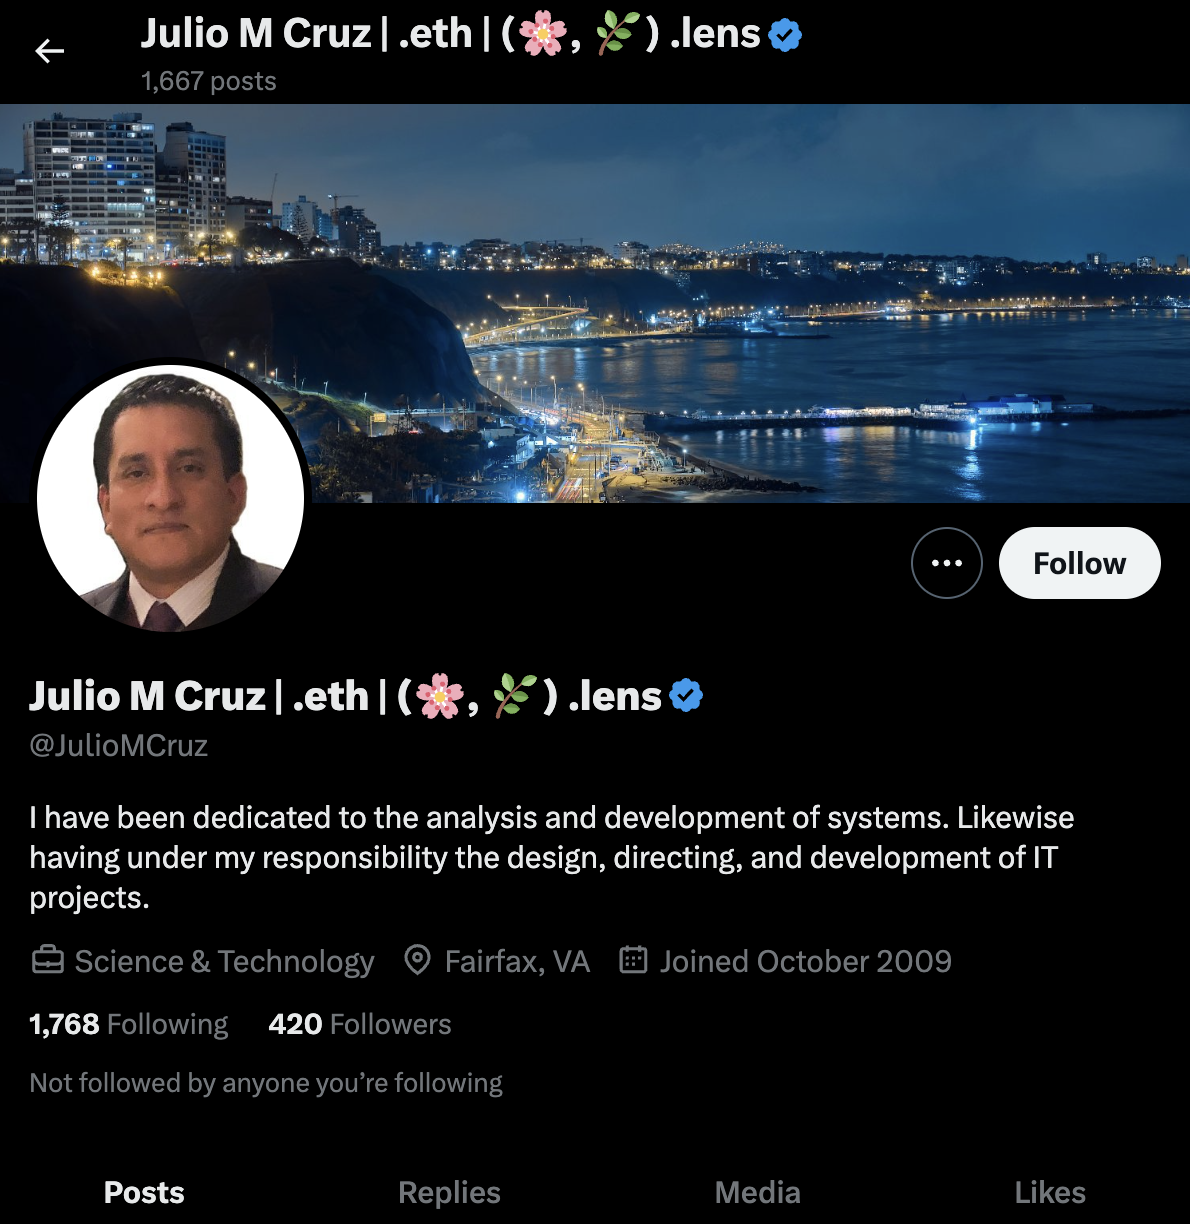 Julio M Cruz | .eth | (🌸, 🌿) .lens
1,667 posts
Follow
Julio M Cruz | .eth | (🌸, 🌿) .lens
@JulioMCruz
I have been dedicated to the analysis and development of systems. Likewise
having under my responsibility the design, directing, and development of IT
projects.
Science & Technology Fairfax, VA Joined October 2009
1,768 Following 420 Followers
Not followed by anyone you’re following
Posts Replies Media Likes